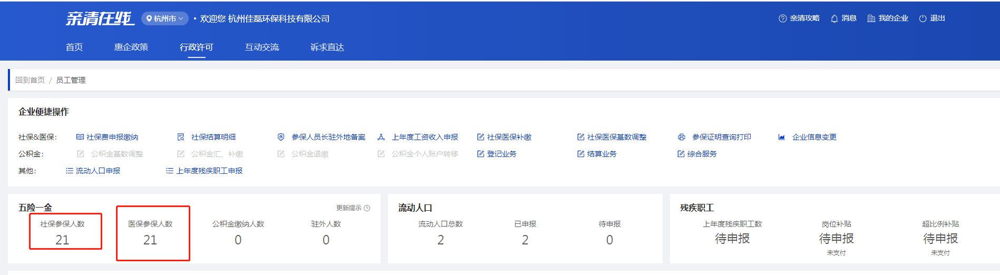 亲清在线 杭州市 • 欢迎您 杭州佳磊环保科技有限公司 亲清攻略 消息 我的企业 退出
首页 惠企政策 行政许可 互动交流 诉求直达
回到首页 / 员工管理
企业便捷操作
社保&医保: 社保费申报缴纳 社保结算明细 参保人员长驻外地备案 上年度工资收入申报 社保医保补缴 社保医保基数调整 参保证明查询打印 企业信息变更
公积金: 公积金基数调整 公积金汇、补缴 公积金退缴 公积金个人账户转移 登记业务 结算业务 综合服务
其他: 流动人口申报 上年度残疾职工申报
五险一金 更新提示
社保参保人数 医保参保人数 公积金缴纳人数 驻外人数
21 21 0 0
流动人口
流动人口总数 已申报 待申报
2 2 0
残疾职工
上年度残疾职工数 岗位补贴 超比例补贴
待申报 待申报 待申报
未支付 未支付